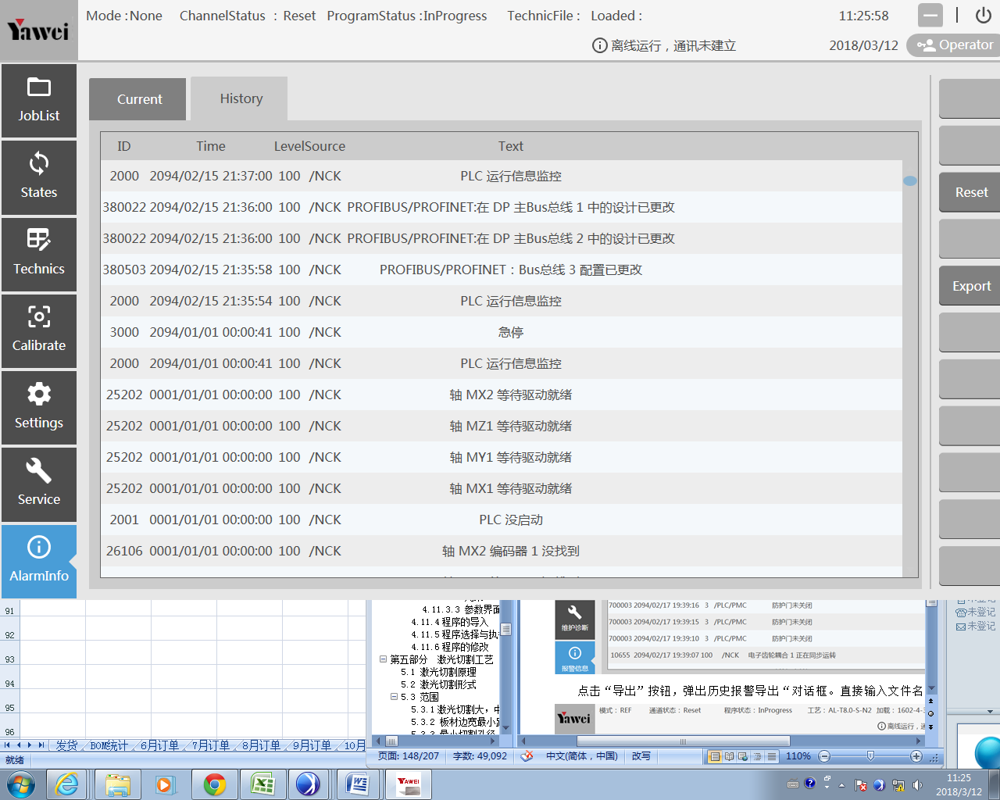 Yawei
Mode : None ChannelStatus : Reset ProgramStatus : InProgress TechnicFile : Loaded : 11:25:58
离线运行，通讯未建立 2018/03/12 Operator
JobList
States
Technics
Calibrate
Settings
Service
AlarmInfo
Current History
ID Time Level Source Text
2000 2094/02/15 21:37:00 100 /NCK PLC 运行信息监控
380022 2094/02/15 21:36:00 100 /NCK PROFIBUS/PROFINET:在 DP 主Bus总线 1 中的设计已更改
380022 2094/02/15 21:36:00 100 /NCK PROFIBUS/PROFINET:在 DP 主Bus总线 2 中的设计已更改
380503 2094/02/15 21:35:58 100 /NCK PROFIBUS/PROFINET：Bus总线 3 配置已更改
2000 2094/02/15 21:35:54 100 /NCK PLC 运行信息监控
3000 2094/01/01 00:00:41 100 /NCK 急停
2000 2094/01/01 00:00:41 100 /NCK PLC 运行信息监控
25202 0001/01/01 00:00:00 100 /NCK 轴 MX2 等待驱动就绪
25202 0001/01/01 00:00:00 100 /NCK 轴 MZ1 等待驱动就绪
25202 0001/01/01 00:00:00 100 /NCK 轴 MY1 等待驱动就绪
25202 0001/01/01 00:00:00 100 /NCK 轴 MX1 等待驱动就绪
2001 0001/01/01 00:00:00 100 /NCK PLC 没启动
26106 0001/01/01 00:00:00 100 /NCK 轴 MX2 编码器 1 没找到
Reset
Export
91
92
93
94
95
96
发货 BOM统计 6月订单 7月订单 8月订单 9月订单 10月
就绪
4.11.3.3 参数界面
4.11.4 程序的导入
4.11.5 程序选择与执
4.11.6 程序的修改
第五部分 激光切割工艺
5.1 激光切割原理
5.2 激光切割形式
5.3 范围
5.3.1 激光切割大，中
5.3.2 板材边宽最小距
维护诊断
报警信息
700003 2094/02/17 19:39:16 3 /PLC/PMC 防护门未关闭
700003 2094/02/17 19:39:15 3 /PLC/PMC 防护门未关闭
700003 2094/02/17 19:39:10 3 /PLC/PMC 防护门未关闭
10655 2094/02/17 19:39:07 100 /NCK 电子齿轮耦合 1 正在同步运转
点击“导出”按钮，弹出历史报警导出“对话框。直接输入文件名
Yawei
模式：REF 通道状态：Reset 程序状态：InProgress 工艺：AL-T8.0-S-N2 加载：1602-4-3
离线运行，
未登记
未登记
页面: 148/207 字数: 49,092 中文(简体，中国) 改写 110%
YAWEI
11:25
2018/3/12